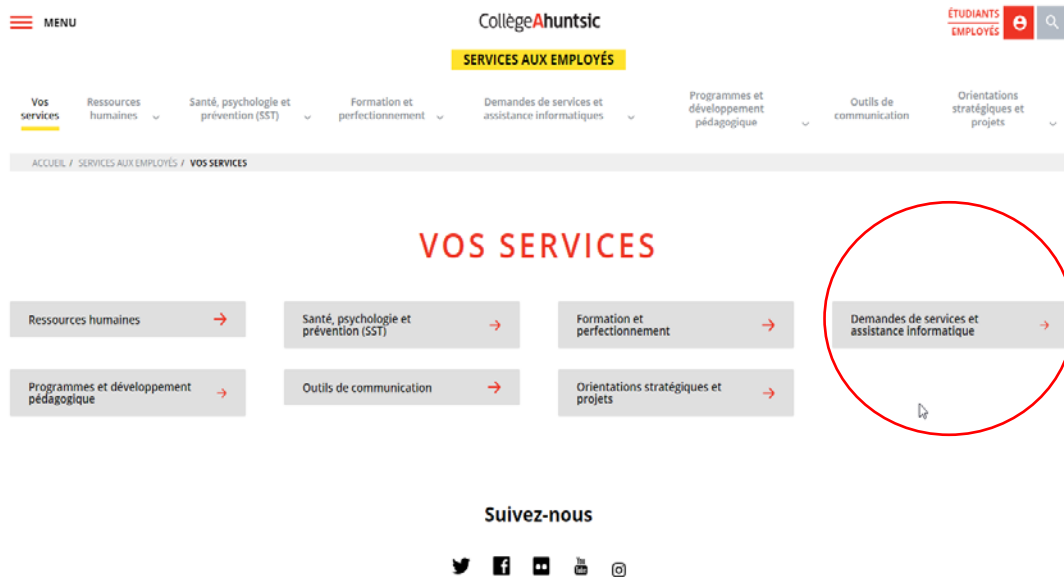 MENU
CollègeAhuntsic
ÉTUDIANTS
EMPLOYÉS
SERVICES AUX EMPLOYÉS
Vos
services
Ressources
humaines
Santé, psychologie et
prévention (SST)
Formation et
perfectionnement
Demandes de services et
assistance informatiques
Programmes et
développement
pédagogique
Outils de
communication
Orientations
stratégiques et
projets
ACCUEIL / SERVICES AUX EMPLOYÉS / VOS SERVICES
VOS SERVICES
Ressources humaines
Santé, psychologie et
prévention (SST)
Formation et
perfectionnement
Demandes de services et
assistance informatique
Programmes et développement
pédagogique
Outils de communication
Orientations stratégiques et
projets
Suivez-nous
You
Tube